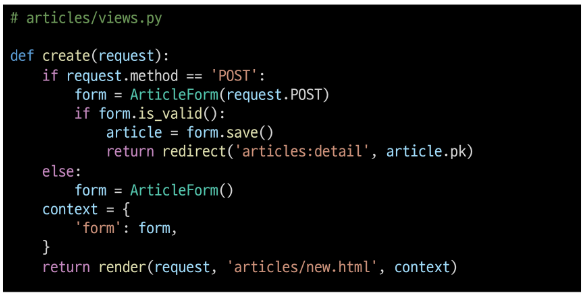 # articles/views.py
def create(request):
    if request.method == 'POST':
        form = ArticleForm(request.POST)
        if form.is_valid():
            article = form.save()
            return redirect('articles:detail', article.pk)
    else:
        form = ArticleForm()
    context = {
        'form': form,
    }
    return render(request, 'articles/new.html', context)